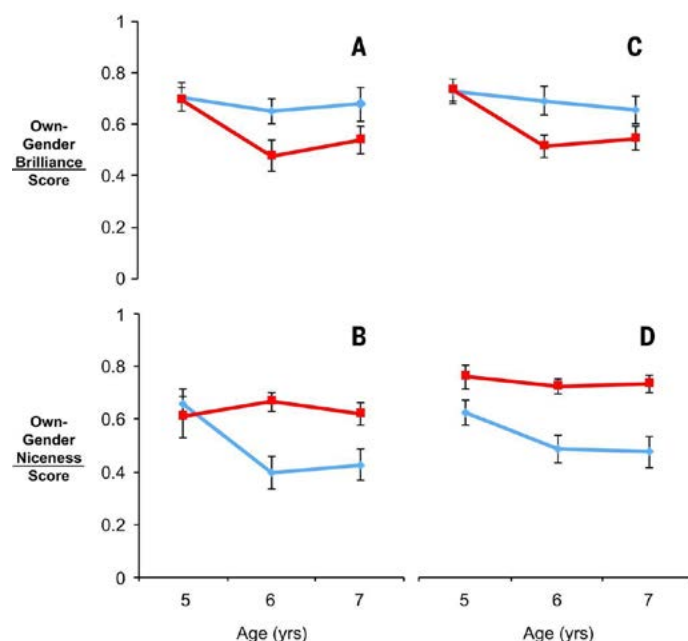 1
0.8
0.6
0.4
0.2
0
Own-
Gender
Brilliance
Score
A
C
1
0.8
0.6
0.4
0.2
0
Own-
Gender
Niceness
Score
B
D
5 6 7 5 6 7
Age (yrs) Age (yrs)